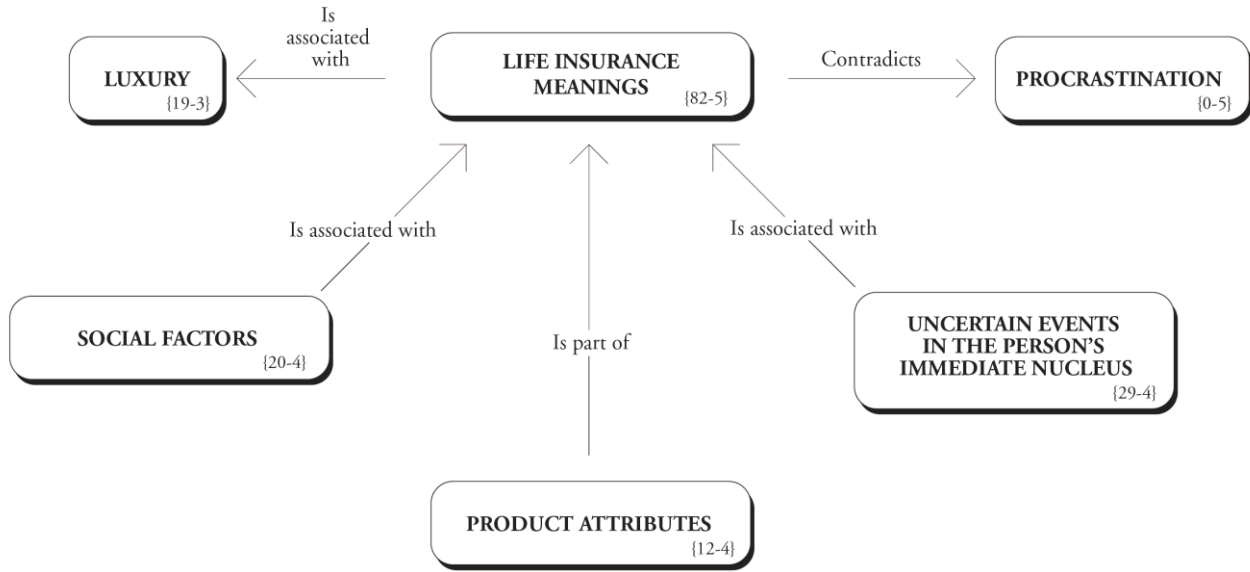 Is
associated
with
LUXURY
{19-3}
LIFE INSURANCE
MEANINGS
{82-5}
Contradicts
PROCRASTINATION
{0-5}
Is associated with
Is associated with
SOCIAL FACTORS
{20-4}
Is part of
UNCERTAIN EVENTS
IN THE PERSON’S
IMMEDIATE NUCLEUS
{29-4}
PRODUCT ATTRIBUTES
{12-4}